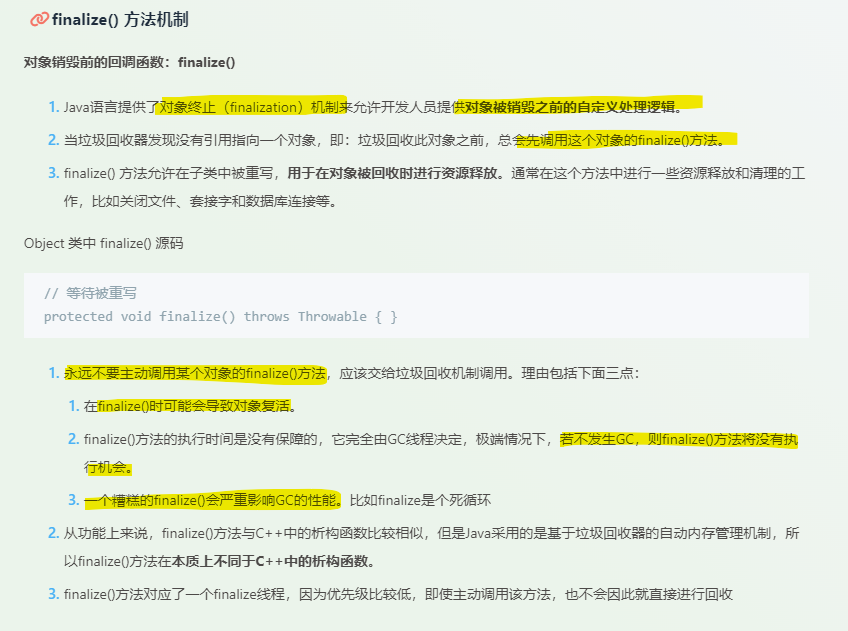 finalize() 方法机制
对象销毁前的回调函数：finalize()
1. Java语言提供了对象终止（finalization）机制来允许开发人员提供对象被销毁之前的自定义处理逻辑。
2. 当垃圾回收器发现没有引用指向一个对象，即：垃圾回收此对象之前，总会先调用这个对象的finalize()方法。
3. finalize() 方法允许在子类中被重写，用于在对象被回收时进行资源释放。通常在这个方法中进行一些资源释放和清理的工
作，比如关闭文件、套接字和数据库连接等。
Object 类中 finalize() 源码
// 等待被重写
protected void finalize() throws Throwable { }
1. 永远不要主动调用某个对象的finalize()方法，应该交给垃圾回收机制调用。理由包括下面三点：
1. 在finalize()时可能会导致对象复活。
2. finalize()方法的执行时间是没有保障的，它完全由GC线程决定，极端情况下，若不发生GC，则finalize()方法将没有执
行机会。
3. 一个糟糕的finalize()会严重影响GC的性能。比如finalize是个死循环
2. 从功能上来说，finalize()方法与C++中的析构函数比较相似，但是Java采用的是基于垃圾回收器的自动内存管理机制，所
以finalize()方法在本质上不同于C++中的析构函数。
3. finalize()方法对应了一个finalize线程，因为优先级比较低，即使主动调用该方法，也不会因此就直接进行回收